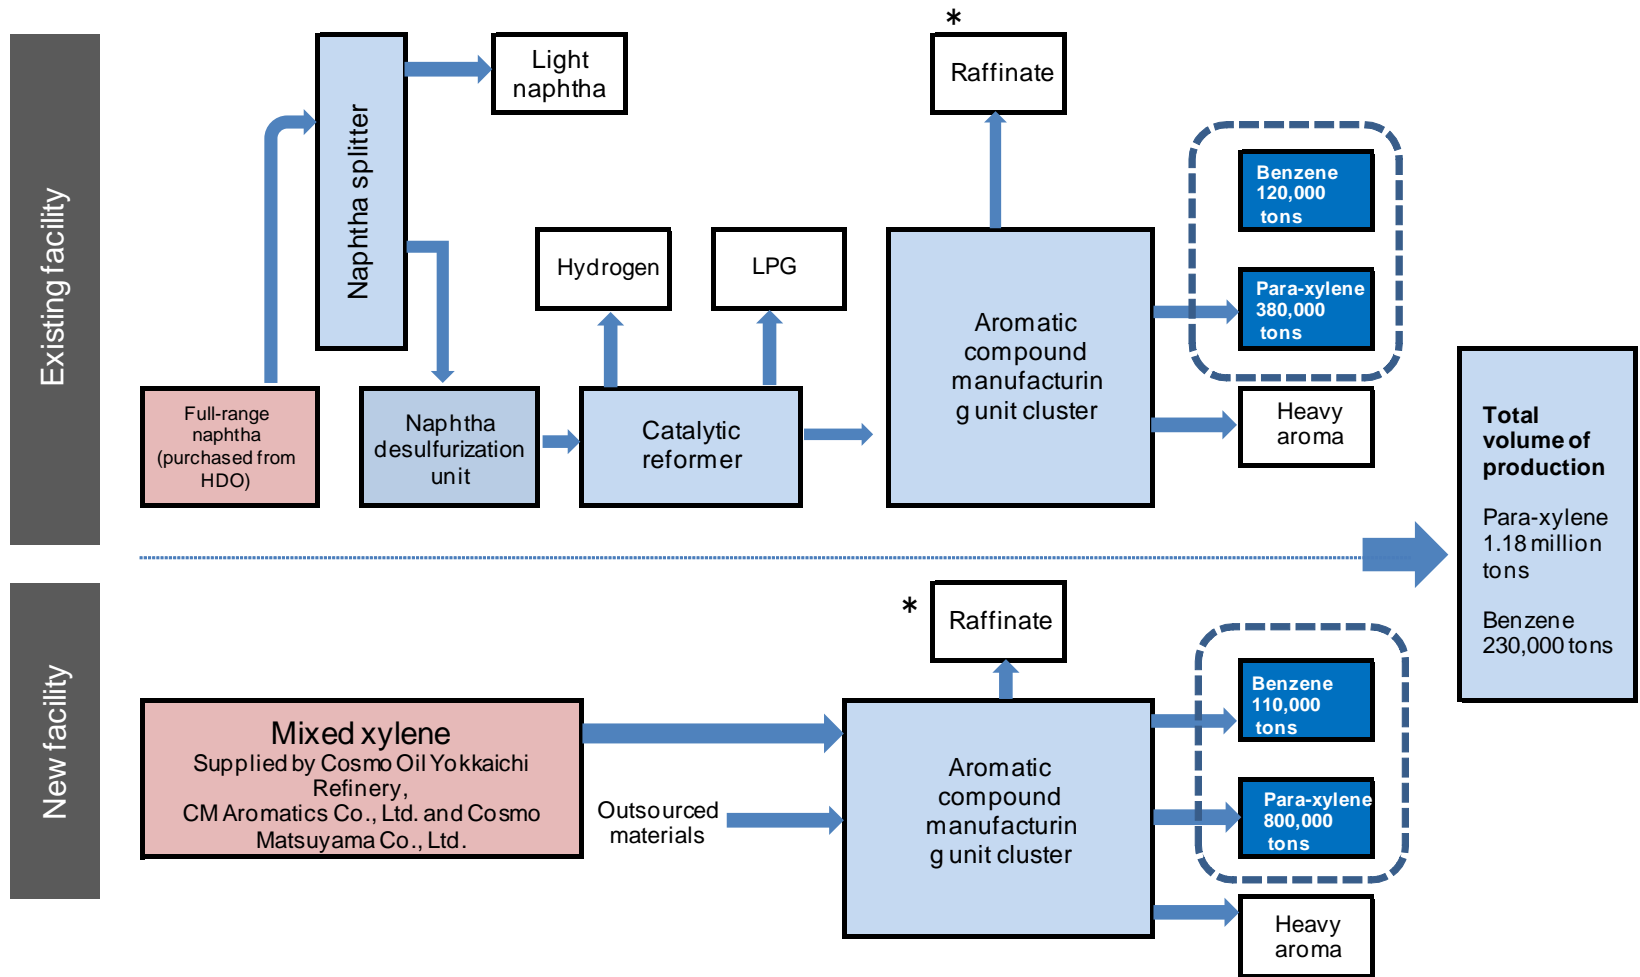 Existing facility
Naphtha splitter
Light
naphtha
*
Raffinate
Benzene
120,000
tons
Hydrogen
LPG
Para-xylene
380,000
tons
Aromatic
compound
manufacturin
g unit cluster
Full-range
naphtha
(purchased from
HDO)
Naphtha
desulfurization
unit
Catalytic
reformer
Heavy
aroma
Total
volume of
production
Para-xylene
1.18 million
tons
Benzene
230,000 tons
New facility
*
Raffinate
Mixed xylene
Supplied by Cosmo Oil Yokkaichi
Refinery,
CM Aromatics Co., Ltd. and Cosmo
Matsuyama Co., Ltd.
Outsourced
materials
Aromatic
compound
manufacturin
g unit cluster
Benzene
110,000
tons
Para-xylene
800,000
tons
Heavy
aroma